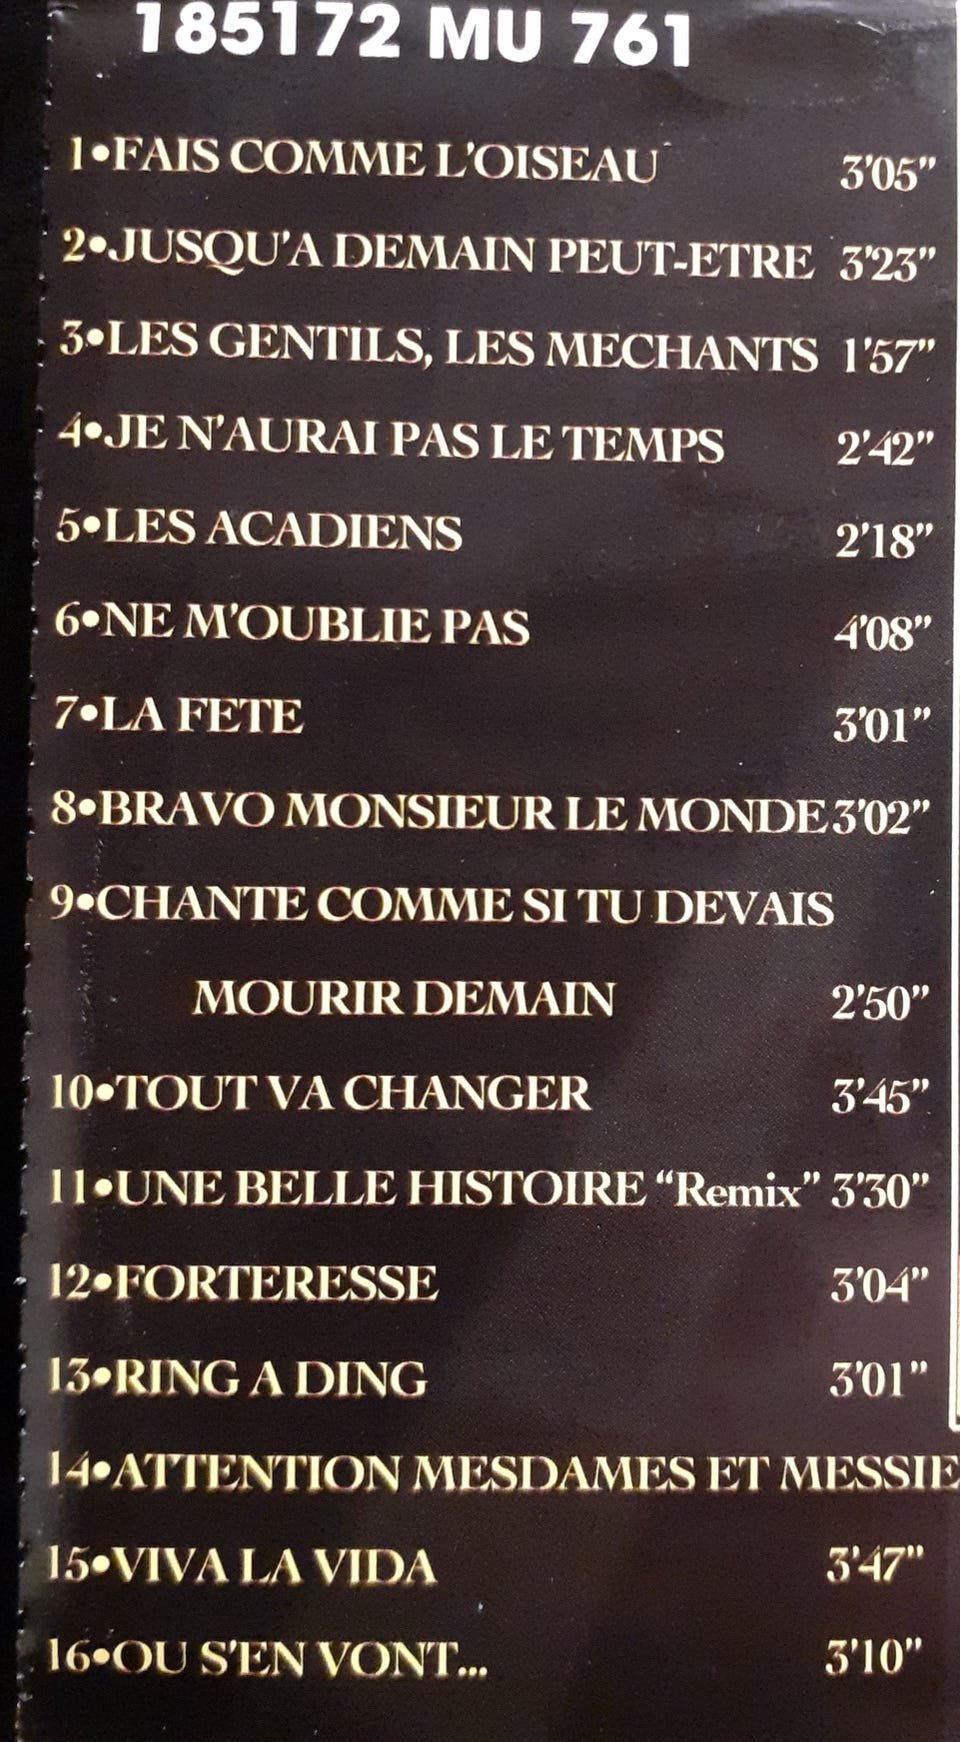 185172 MU 761
1•FAIS COMME L'OISEAU 3'05"
2•JUSQU'A DEMAIN PEUT-ETRE 3'23"
3•LES GENTILS, LES MECHANTS 1'57"
4•JE N'AURAI PAS LE TEMPS 2'42"
5•LES ACADIENS 2'18"
6•NE M'OUBLIE PAS 4'08"
7•LA FETE 3'01"
8•BRAVO MONSIEUR LE MONDE 3'02"
9•CHANTE COMME SI TU DEVAIS
MOURIR DEMAIN 2'50"
10•TOUT VA CHANGER 3'45"
11•UNE BELLE HISTOIRE "Remix" 3'30"
12•FORTERESSE 3'04"
13•RING A DING 3'01"
14•ATTENTION MESDAMES ET MESSIE
15•VIVA LA VIDA 3'47"
16•OU S'EN VONT... 3'10"